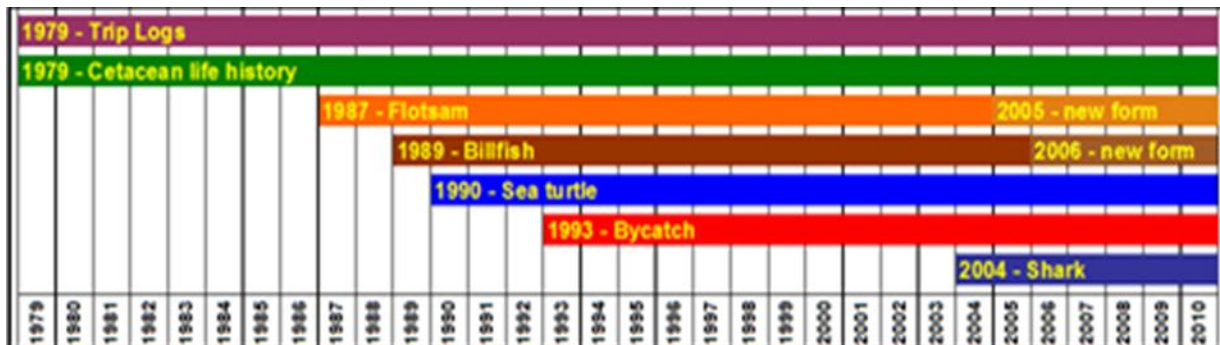 1979 - Trip Logs
1979 - Cetacean life history
1987 - Flotsam 2005 - new form
1989 - Billfish 2006 - new form
1990 - Sea turtle
1993 - Bycatch
2004 - Shark
1979 1980 1981 1982 1983 1984 1985 1986 1987 1988 1989 1990 1991 1992 1993 1994 1995 1996 1997 1998 1999 2000 2001 2002 2003 2004 2005 2006 2007 2008 2009 2010